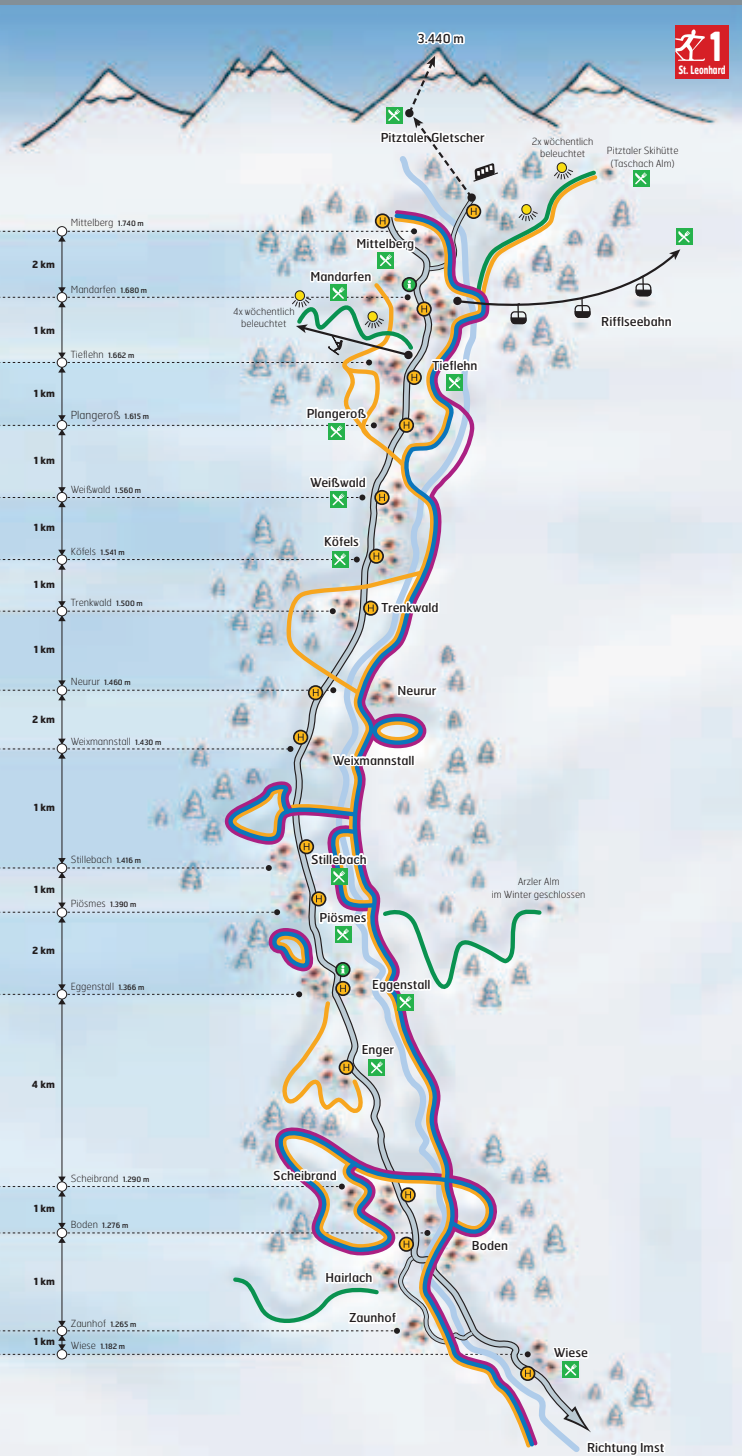 3.440 m
1
St. Leonhard
Pitztaler Gletscher
2x wöchentlich
beleuchtet
Pitztaler Skihütte
(Taschach Alm)
H
H
Mittelberg 1.740 m
Mittelberg
2 km
Mandarfen
i
Mandarfen 1.680 m
4x wöchentlich
beleuchtet
H
Rifflseebahn
1 km
Tieflehn 1.662 m
Tieflehn
H
1 km
Plangeroß 1.615 m
Plangeroß
H
1 km
Weißwald
Weißwald 1.560 m
H
1 km
Köfels
Köfels 1.541 m
H
1 km
Trenkwald 1.500 m
H
Trenkwald
1 km
Neurur 1.460 m
H
Neurur
2 km
Weixmannstall 1.430 m
H
Weixmannstall
1 km
H
Stillebach
Stillebach 1.416 m
1 km
Arzler Alm
im Winter geschlossen
H
Piösmes 1.390 m
Piösmes
2 km
i
Eggenstall 1.366 m
H
Eggenstall
Enger
H
4 km
Scheibrand
Scheibrand 1.290 m
H
1 km
Boden 1.276 m
H
Boden
1 km
Hairlach
Zaunhof
Zaunhof 1.265 m
1 km
Wiese 1.182 m
Wiese
H
Richtung Imst